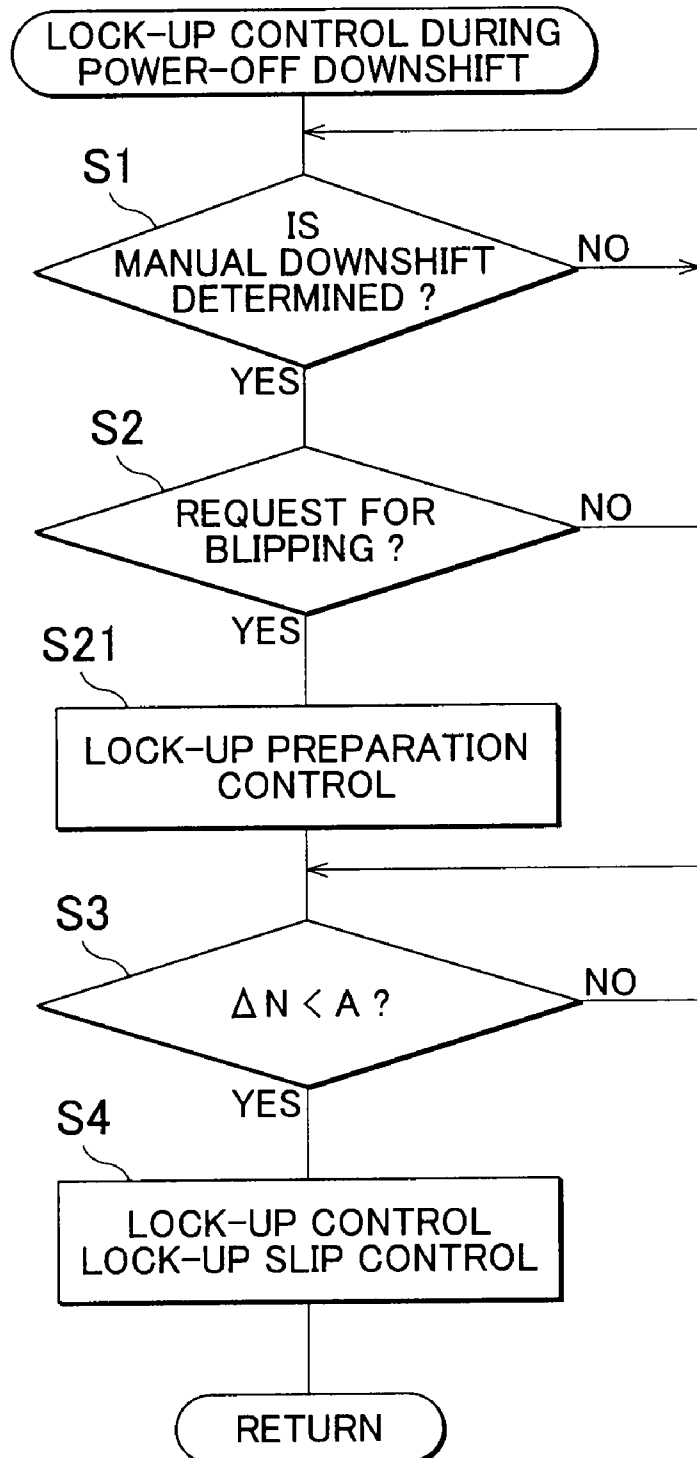 LOCK-UP CONTROL DURING
POWER-OFF DOWNSHIFT
S1
IS
MANUAL DOWNSHIFT
DETERMINED ?
NO
YES
S2
REQUEST FOR
BLIPPING ?
NO
YES
S21
LOCK-UP PREPARATION
CONTROL
S3
ΔN < A ?
NO
YES
S4
LOCK-UP CONTROL
LOCK-UP SLIP CONTROL
RETURN